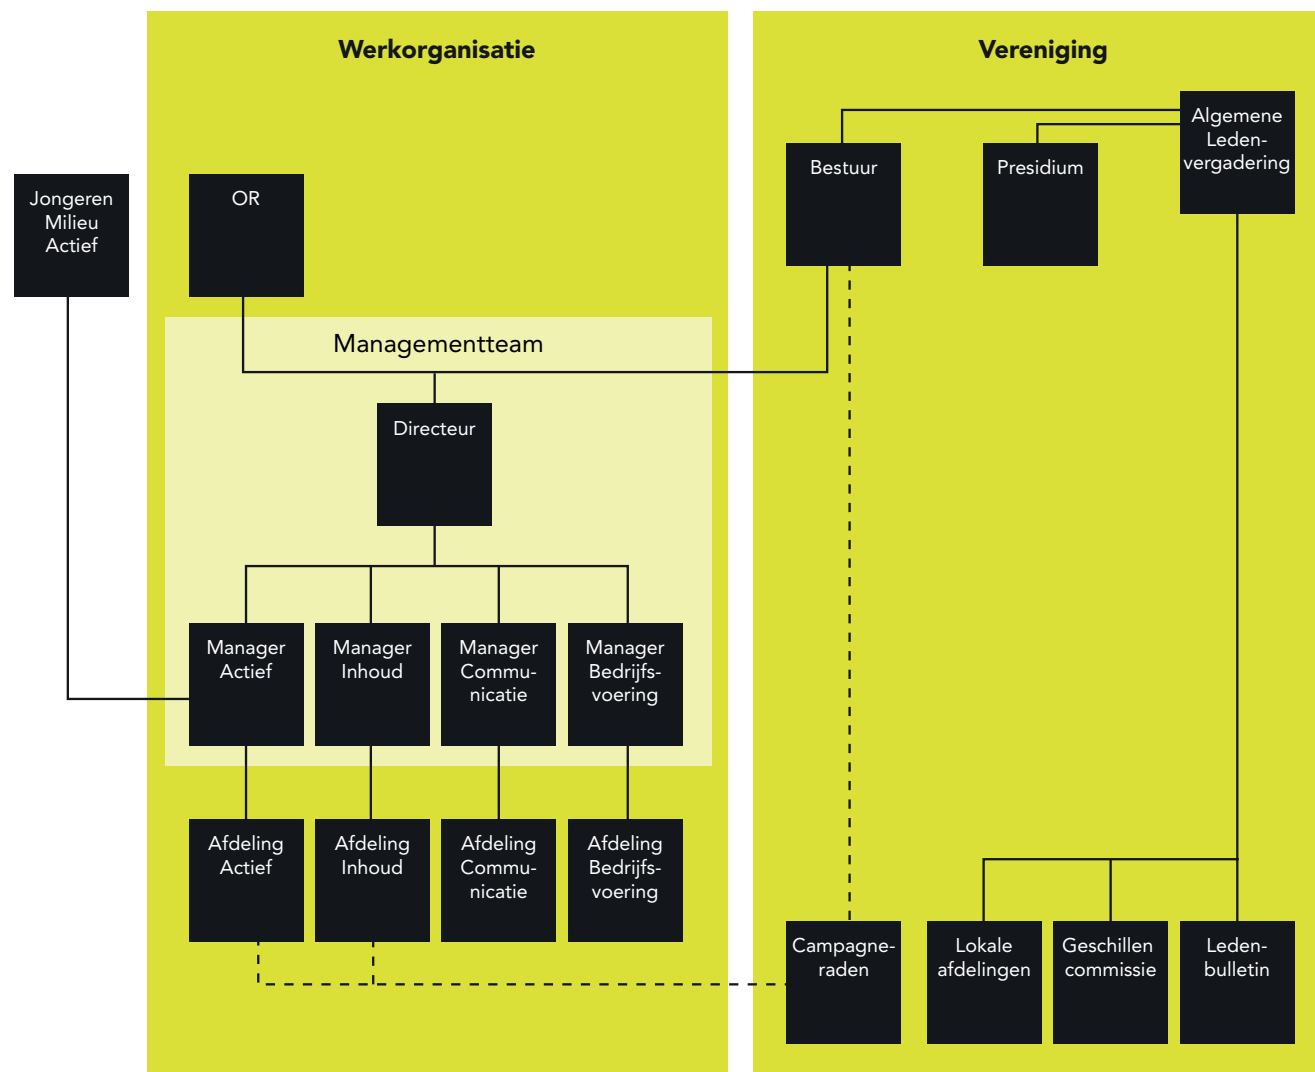 Werkorganisatie
Vereniging
Algemene
Leden-
vergadering
Bestuur
Presidium
Jongeren
Milieu
Actief
OR
Managementteam
Directeur
Manager
Actief
Manager
Inhoud
Manager
Commu-
nicatie
Manager
Bedrijfs-
voering
Afdeling
Actief
Afdeling
Inhoud
Afdeling
Commu-
nicatie
Afdeling
Bedrijfs-
voering
Campagne-
raden
Lokale
afdelingen
Geschillen
commissie
Leden-
bulletin